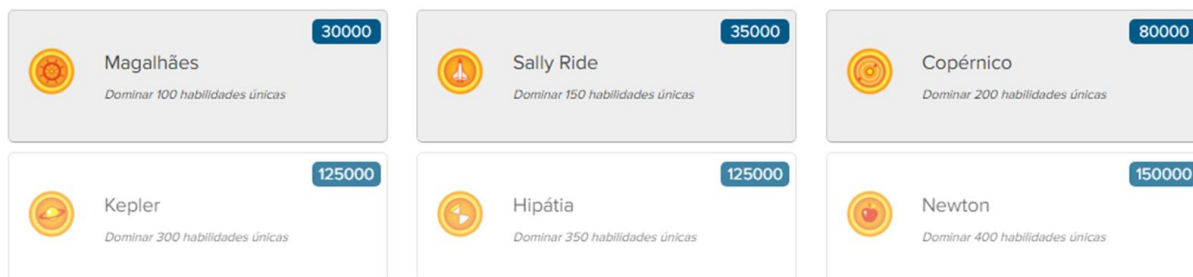 30000
Magalhães
Dominar 100 habilidades únicas
35000
Sally Ride
Dominar 150 habilidades únicas
80000
Copérnico
Dominar 200 habilidades únicas
125000
Kepler
Dominar 300 habilidades únicas
125000
Hipátia
Dominar 350 habilidades únicas
150000
Newton
Dominar 400 habilidades únicas